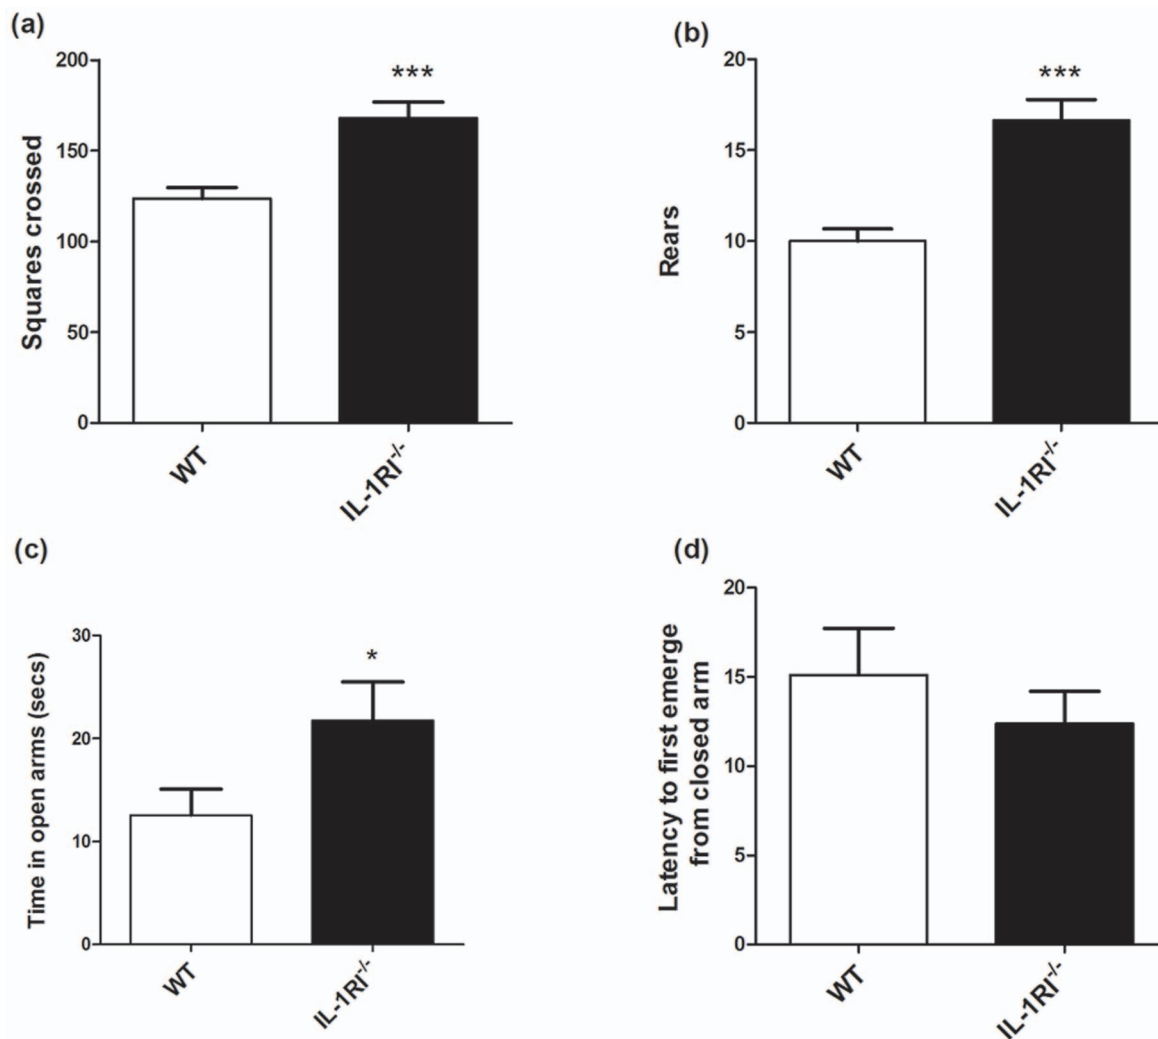 (a)
Squares crossed
200
150
100
50
0
***
WT
IL-1RI-/-
(b)
Rears
20
15
10
5
0
***
WT
IL-1RI-/-
(c)
Time in open arms (secs)
30
20
10
0
*
WT
IL-1RI-/-
(d)
Latency to first emerge
from closed arm
20
15
10
5
0
WT
IL-1RI-/-